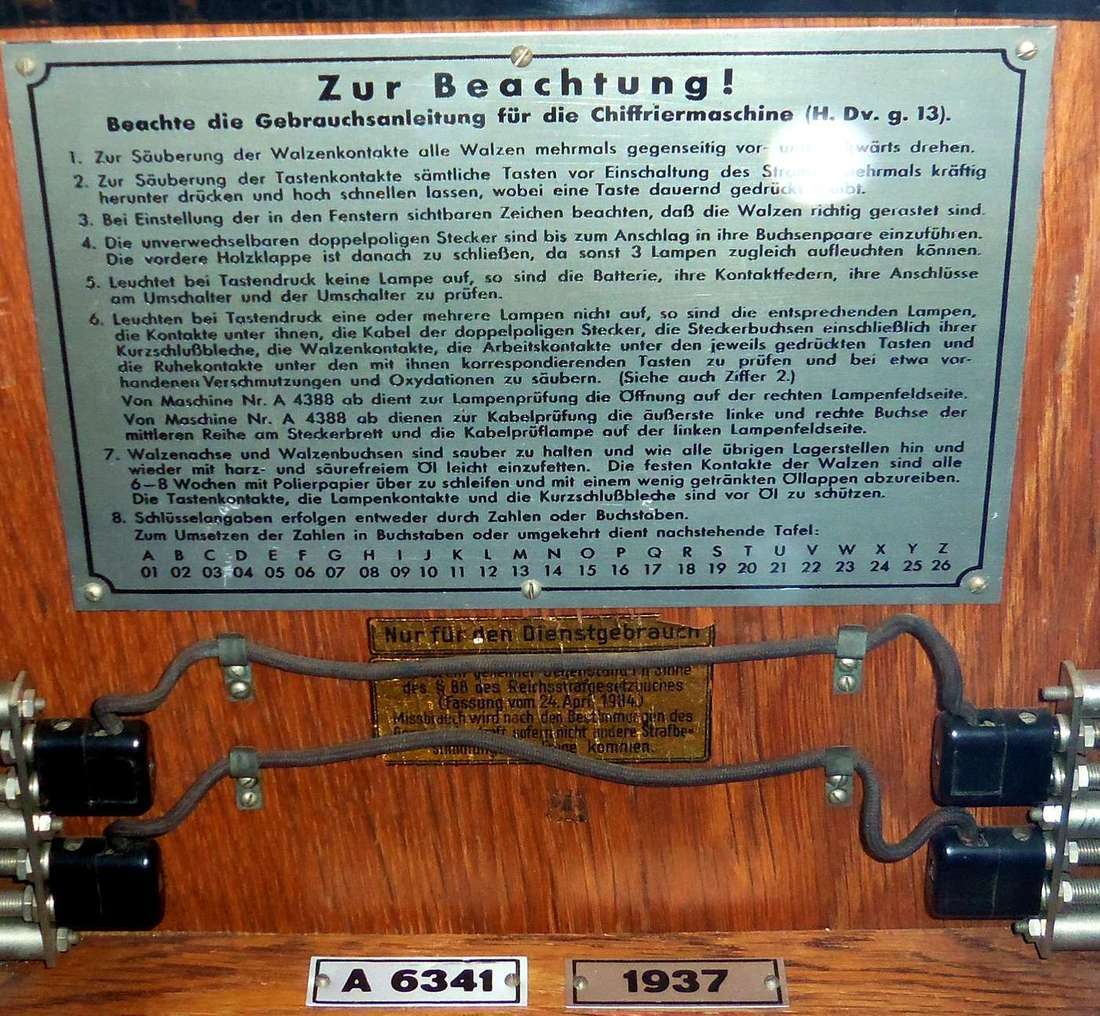 Zur Beachtung!
Beachte die Gebrauchsanleitung für die Chiffriermaschine (H. Dv. g. 13).
1. Zur Säuberung der Walzenkontakte alle Walzen mehrmals gegenseitig vor- wärts drehen.
2. Zur Säuberung der Tastenkontakte sämtliche Tasten vor Einschaltung des mehrmals kräftig
herunter drücken und hoch schnellen lassen, wobei eine Taste dauernd gedrückt bleibt.
3. Bei Einstellung der in den Fenstern sichtbaren Zeichen beachten, daß die Walzen richtig gerastet sind.
4. Die unverwechselbaren doppelpoligen Stecker sind bis zum Anschlag in ihre Buchsenpaare einzuführen.
Die vordere Holzklappe ist danach zu schließen, da sonst 3 Lampen zugleich aufleuchten können.
5. Leuchtet bei Tastendruck keine Lampe auf, so sind die Batterie, ihre Kontaktfedern, ihre Anschlüsse
am Umschalter und der Umschalter zu prüfen.
6. Leuchten bei Tastendruck eine oder mehrere Lampen nicht auf, so sind die entsprechenden Lampen,
die Kontakte unter ihnen, die Kabel der doppelpoligen Stecker, die Steckerbuchsen einschließlich ihrer
Kurzschlußbleche, die Walzenkontakte, die Arbeitskontakte unter den jeweils gedrückten Tasten und
die Ruhekontakte unter den mit ihnen korrespondierenden Tasten zu prüfen und bei etwa vor-
handenen Verschmutzungen und Oxydationen zu säubern. (Siehe auch Ziffer 2.)
Von Maschine Nr. A 4388 ab dient zur Lampenprüfung die Öffnung auf der rechten Lampenfeldseite.
Von Maschine Nr. A 4388 ab dienen zur Kabelprüfung die äußerste linke und rechte Buchse der
mittleren Reihe am Steckerbrett und die Kabelprüflampe auf der linken Lampenfeldseite.
7. Walzenachse und Walzenbuchsen sind sauber zu halten und wie alle übrigen Lagerstellen hin und
wieder mit harz- und säurefreiem Öl leicht einzufetten. Die festen Kontakte der Walzen sind alle
6–8 Wochen mit Polierpapier über zu schleifen und mit einem wenig getränkten Öllappen abzureiben.
Die Tastenkontakte, die Lampenkontakte und die Kurzschlußbleche sind vor Öl zu schützen.
8. Schlüsselangaben erfolgen entweder durch Zahlen oder Buchstaben.
Zum Umsetzen der Zahlen in Buchstaben oder umgekehrt dient nachstehende Tafel:
A B C D E F G H I J K L M N O P Q R S T U V W X Y Z
01 02 03 04 05 06 07 08 09 10 11 12 13 14 15 16 17 18 19 20 21 22 23 24 25 26
Nur für den Dienstgebrauch
des § 88 des Reichsstrafgesetzbuches
(Fassung vom 24. April 1934.)
Missbrauch wird nach den Bestimmungen des
sofern nicht andere Strafbe-
kommen.
A 6341
1937